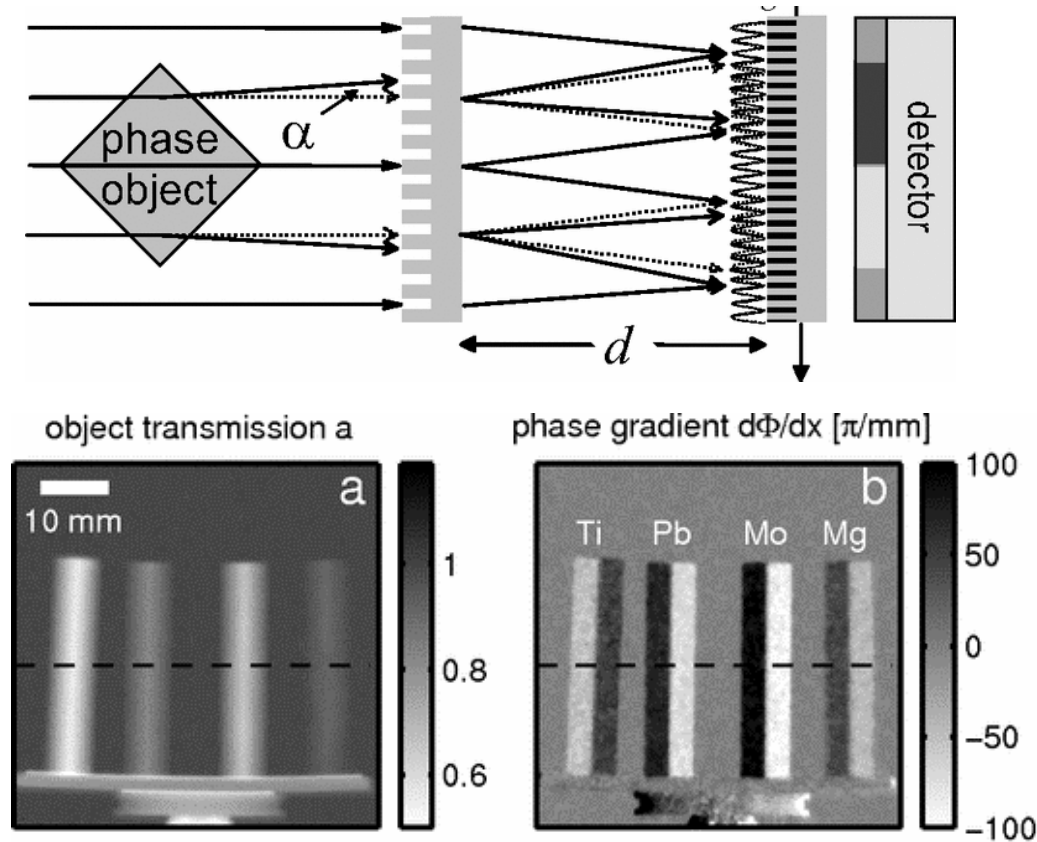 phase
object
α
d
detector
object transmission a
phase gradient dΦ/dx [π/mm]
a
10 mm
1
0.8
0.6
b
Ti Pb Mo Mg
100
50
0
−50
−100